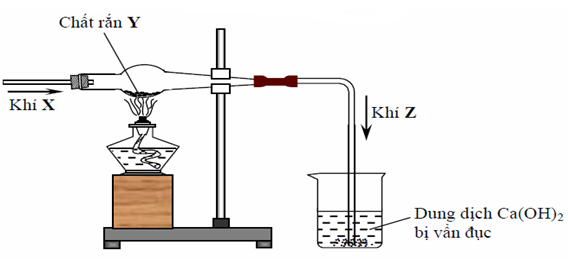 Chất rắn Y
Khí X
Khí Z
Dung dịch Ca(OH)₂
bị vẩn đục